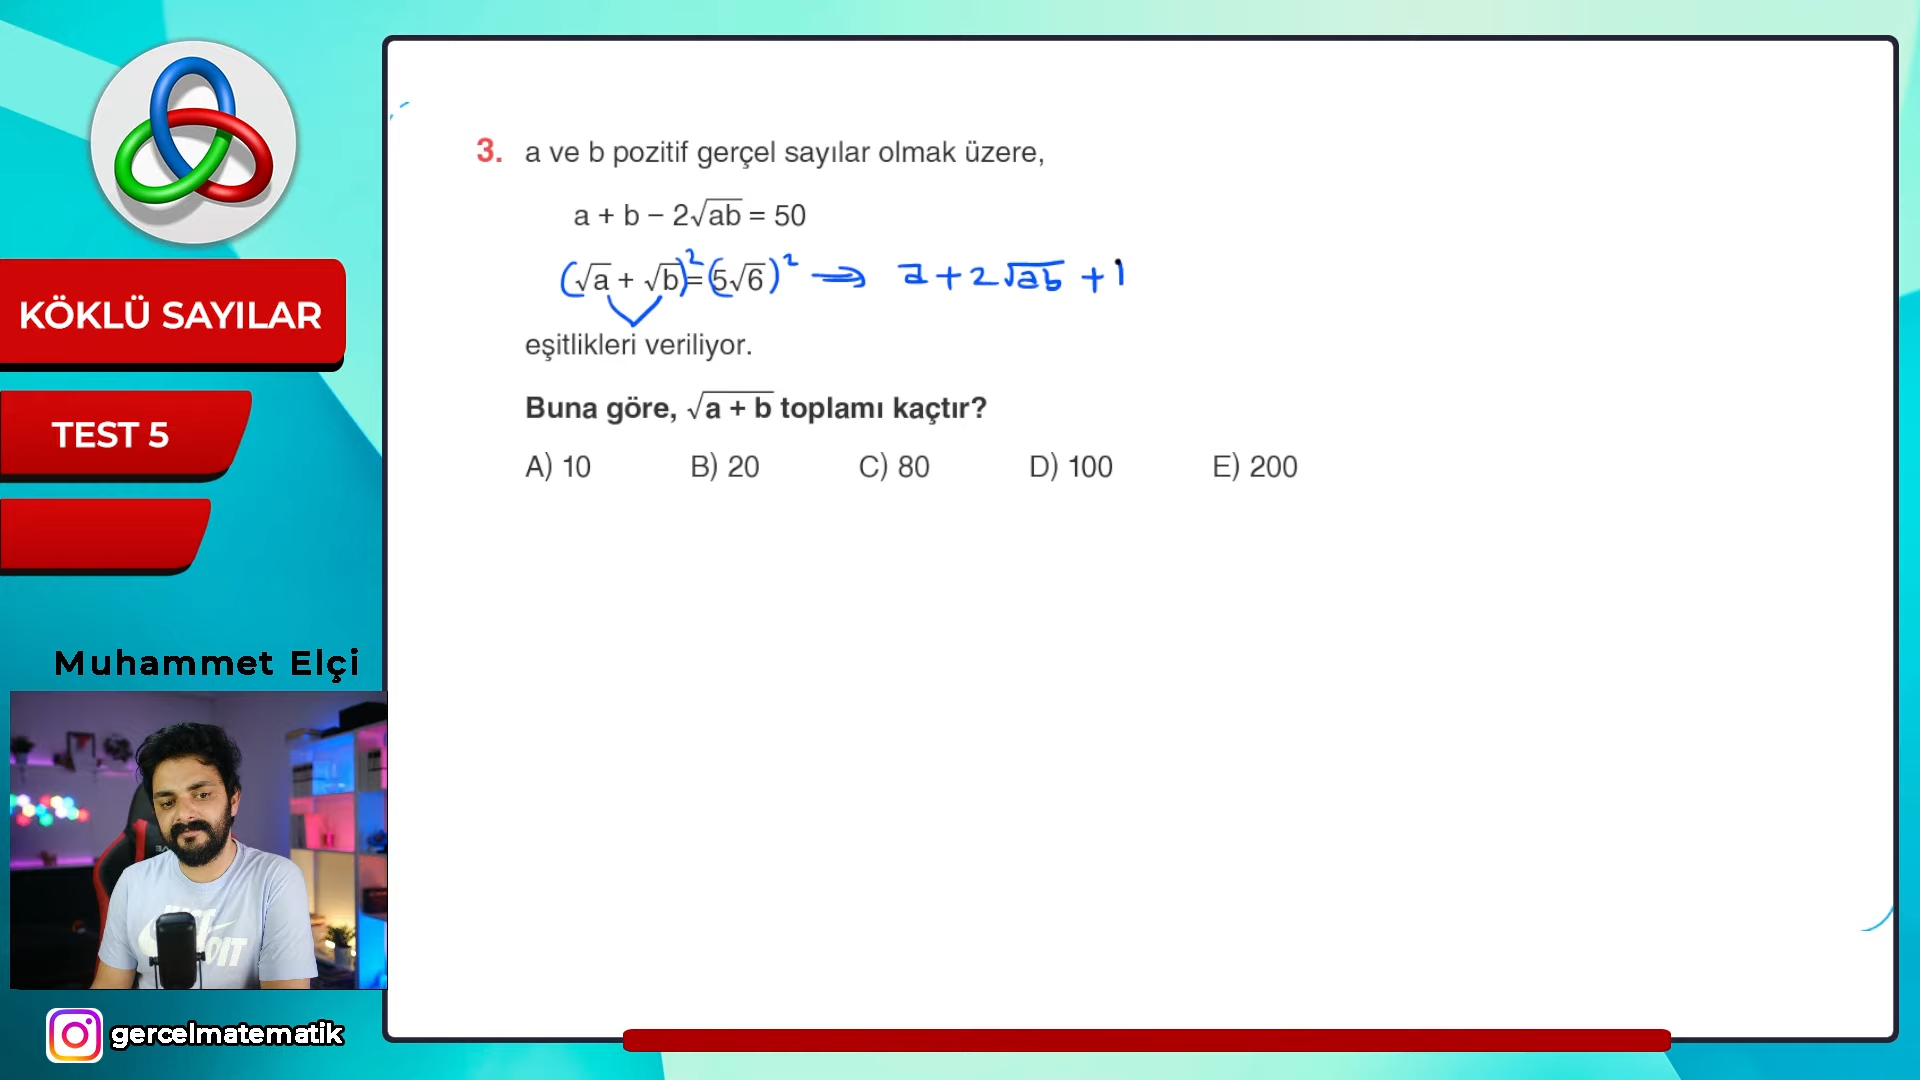 KÖKLÜ SAYILAR
TEST 5
Muhammet Elçi
gercelmatematik
3. a ve b pozitif gerçel sayılar olmak üzere,
a + b − 2√ab = 50
(√a + √b)² = (5√6)² ⇒ a + 2√ab + 1
eşitlikleri veriliyor.
Buna göre, √a + b toplamı kaçtır?
A) 10 B) 20 C) 80 D) 100 E) 200